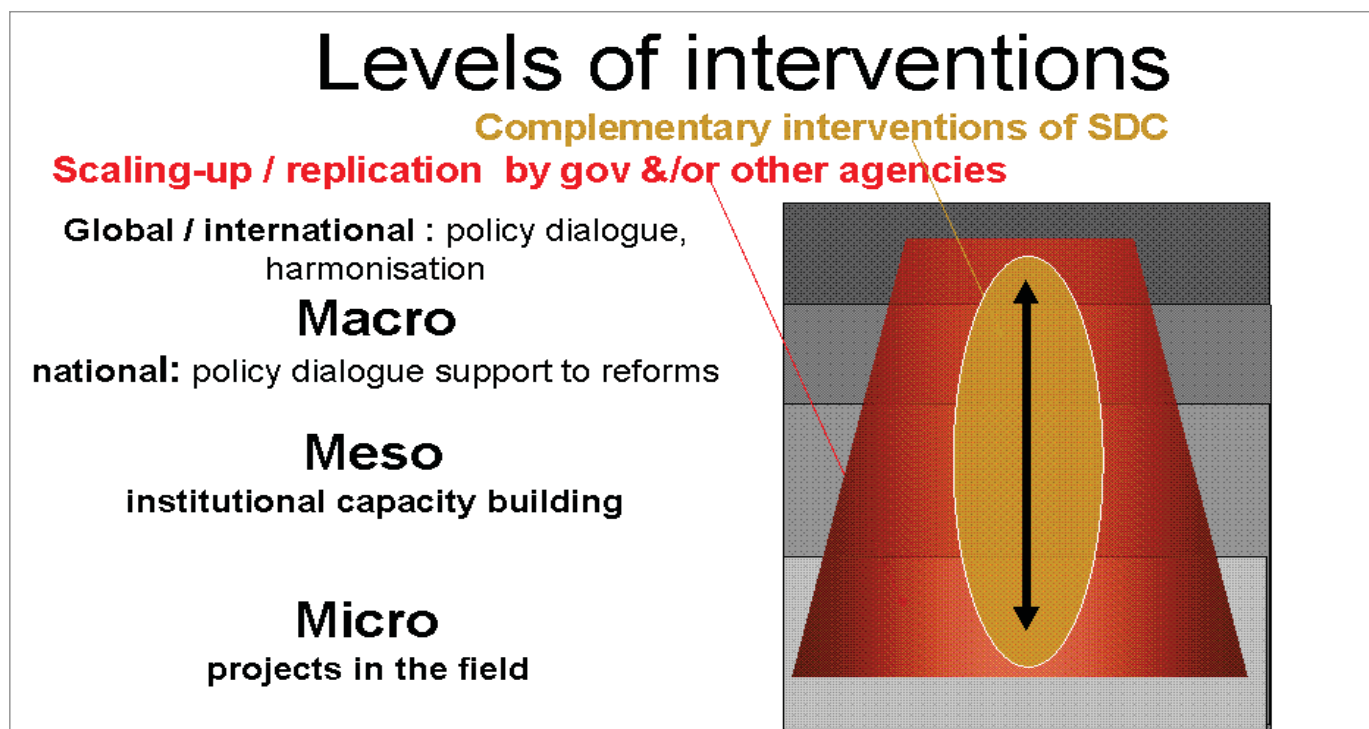 Levels of interventions
Complementary interventions of SDC
Scaling-up / replication by gov &/or other agencies
Global / international : policy dialogue,
harmonisation
Macro
national: policy dialogue support to reforms
Meso
institutional capacity building
Micro
projects in the field